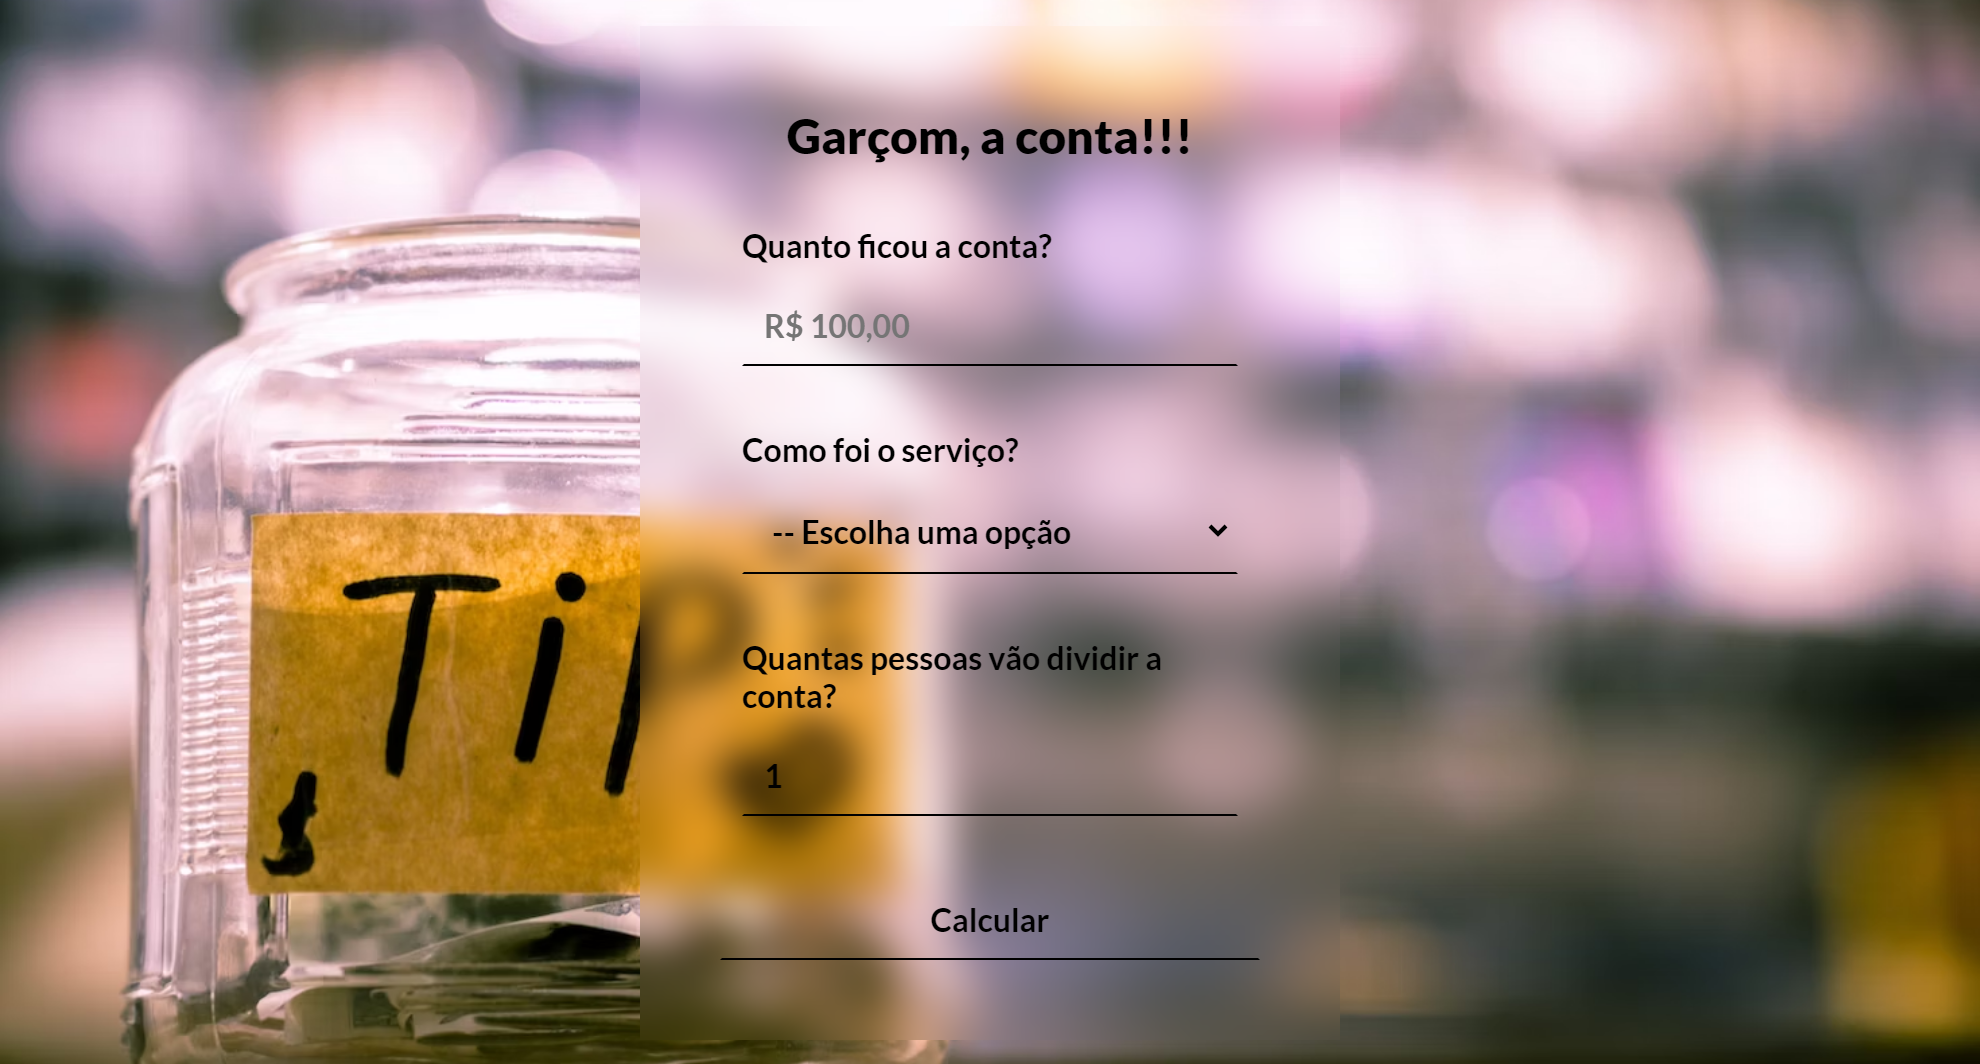 Garçom, a conta!!!
Quanto ficou a conta?
R$ 100,00
Como foi o serviço?
-- Escolha uma opção
Quantas pessoas vão dividir a
conta?
1
Calcular
Tip
s